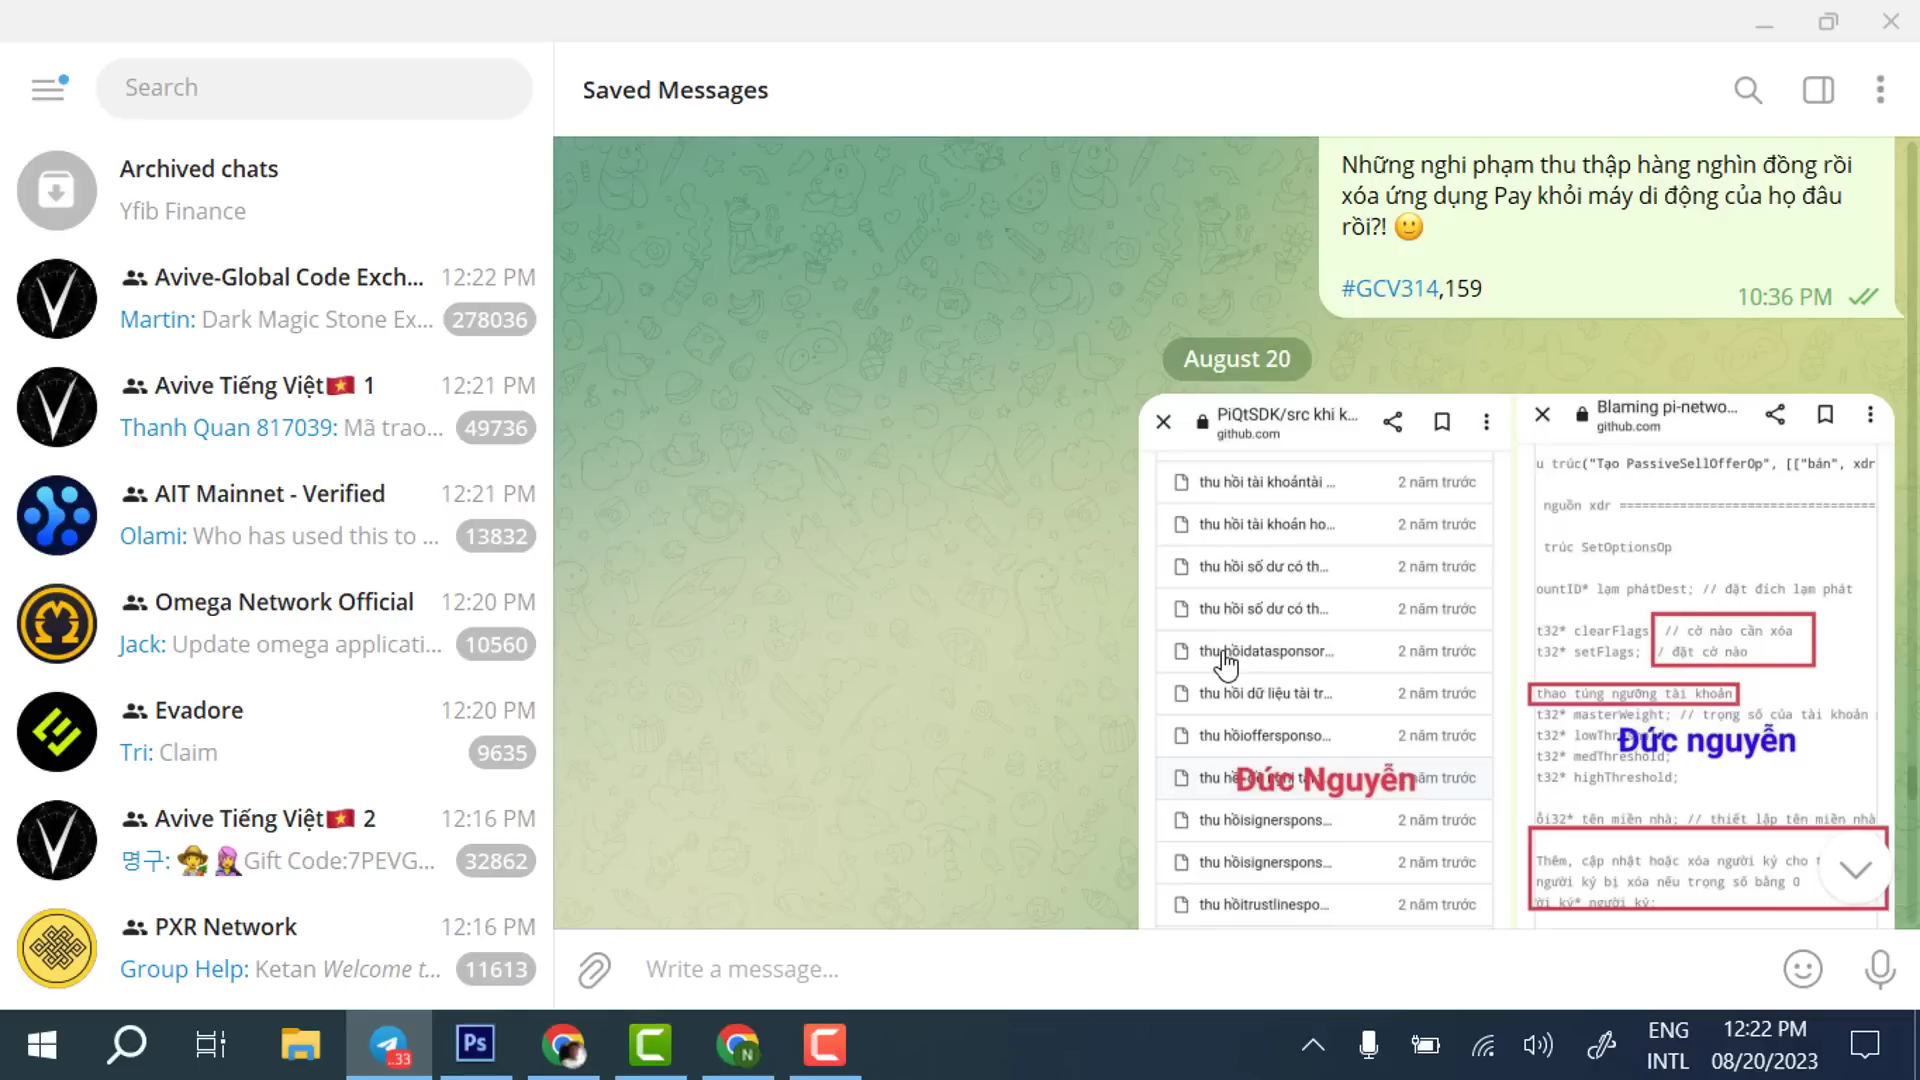 Search
Archived chats
Yfib Finance
Avive-Global Code Exch... 12:22 PM
Martin: Dark Magic Stone Ex... 278036
Avive Tiếng Việt🇻🇳 1 12:21 PM
Thanh Quan 817039: Mã trao... 49736
AIT Mainnet - Verified 12:21 PM
Olami: Who has used this to ... 13832
Omega Network Official 12:20 PM
Jack: Update omega applicati... 10560
Evadore 12:20 PM
Tri: Claim 9635
Avive Tiếng Việt🇻🇳 2 12:16 PM
명구: Gift Code:7PEVG... 32862
PXR Network 12:16 PM
Group Help: Ketan Welcome t... 11613
Saved Messages
Những nghi phạm thu thập hàng nghìn đồng rồi
xóa ứng dụng Pay khỏi máy di động của họ đâu
rồi?! 🙂
#GCV314,159
10:36 PM
August 20
PiQtSDK/src khi k...
github.com
thu hồi tài khoảntài ... 2 năm trước
thu hồi tài khoản ho... 2 năm trước
thu hồi số dư có th... 2 năm trước
thu hồi số dư có th... 2 năm trước
thu hồidatasponsor... 2 năm trước
thu hồi dữ liệu tài tr... 2 năm trước
thu hồioffersponso... 2 năm trước
thu năm trước
Đức Nguyễn
thu hồisignerspons... 2 năm trước
thu hồisignerspons... 2 năm trước
thu hồitrustlinespo... 2 năm trước
Blaming pi-netwo...
github.com
u trúc("Tạo PassiveSellOfferOp", [["bán", xdr
nguồn xdr ================================
trúc SetOptionsOp
ountID* lạm phátDest; // đặt đích lạm phát
t32* clearFlags // cờ nào cần xóa
t32* setFlags; / đặt cờ nào
thao túng ngưỡng tài khoản
t32* masterWeight; // trọng số của tài khoản
t32* lowThr
Đức nguyễn
t32* medThreshold;
t32* highThreshold;
ỗi32* tên miền nhà; // thiết lập tên miền nhà
Thêm, cập nhật hoặc xóa người ký cho t
người ký bị xóa nếu trọng số bằng 0
ời ký* người ký;
Write a message...
..33
Ps
N
ENG
INTL
12:22 PM
08/20/2023